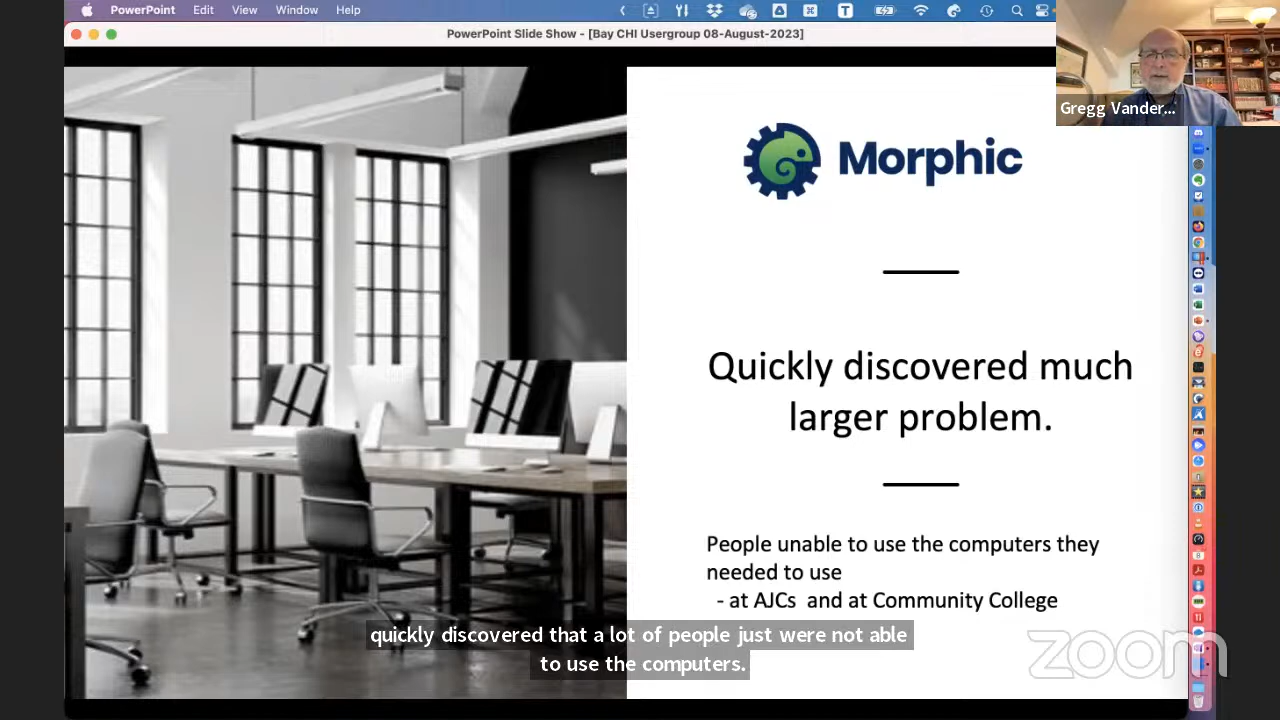 PowerPoint Edit View Window Help
PowerPoint Slide Show - [Bay CHI Usergroup 08-August-2023]
Gregg Vander...
Morphic
Quickly discovered much
larger problem.
People unable to use the computers they
needed to use
- at AJCs and at Community College
quickly discovered that a lot of people just were not able
to use the computers.
zoom